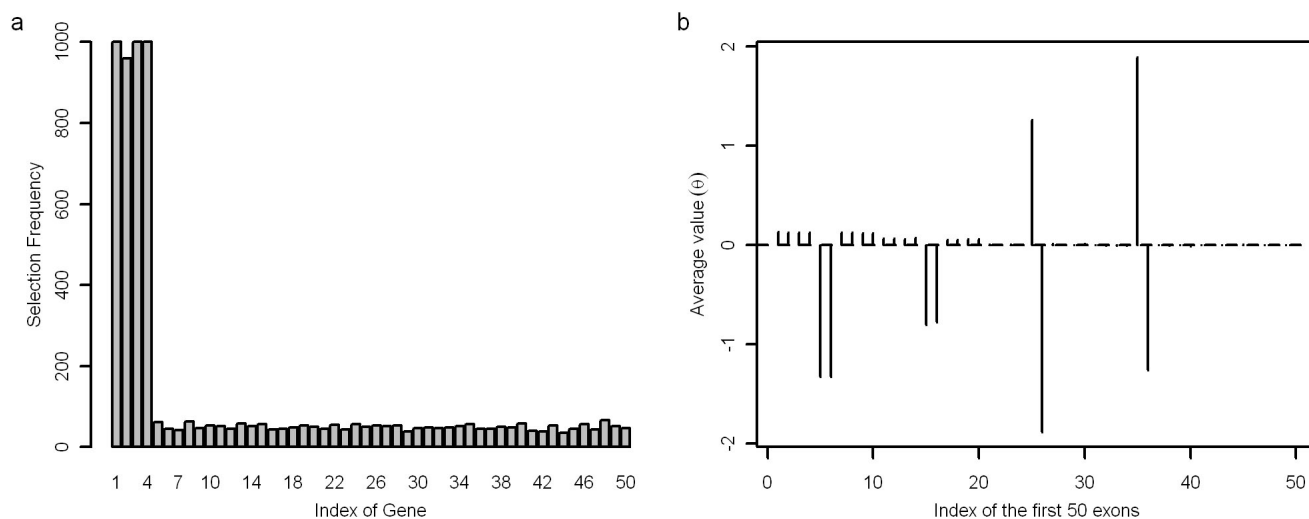 a
1000
800
600
400
200
0
Selection Frequency
1 4 7 10 14 18 22 26 30 34 38 42 46 50
Index of Gene
b
2
1
0
-1
-2
Average value (θ)
0 10 20 30 40 50
Index of the first 50 exons